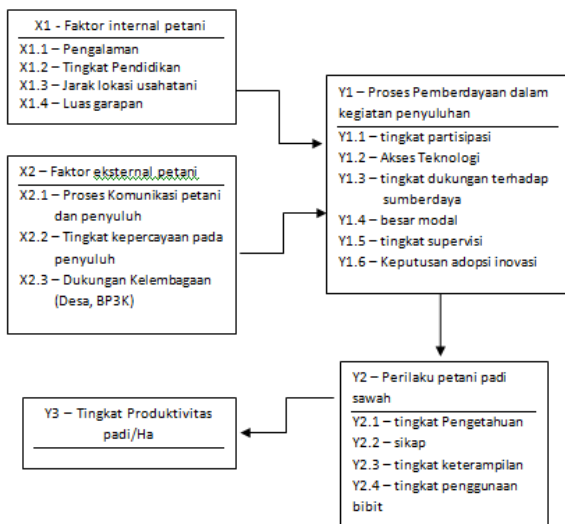 X1 - Faktor internal petani
X1.1 – Pengalaman
X1.2 – Tingkat Pendidikan
X1.3 – Jarak lokasi usahatani
X1.4 – Luas garapan
X2 – Faktor eksternal petani
X2.1 – Proses Komunikasi petani
dan penyuluh
X2.2 – Tingkat kepercayaan pada
penyuluh
X2.3 – Dukungan Kelembagaan
(Desa, BP3K)
Y1 – Proses Pemberdayaan dalam
kegiatan penyuluhan
Y1.1 – tingkat partisipasi
Y1.2 – Akses Teknologi
Y1.3 – tingkat dukungan terhadap
sumberdaya
Y1.4 – besar modal
Y1.5 – tingkat supervisi
Y1.6 – Keputusan adopsi inovasi
Y2 – Perilaku petani padi
sawah
Y2.1 – tingkat Pengetahuan
Y2.2 – sikap
Y2.3 – tingkat keterampilan
Y2.4 – tingkat penggunaan
bibit
Y3 – Tingkat Produktivitas
padi/Ha